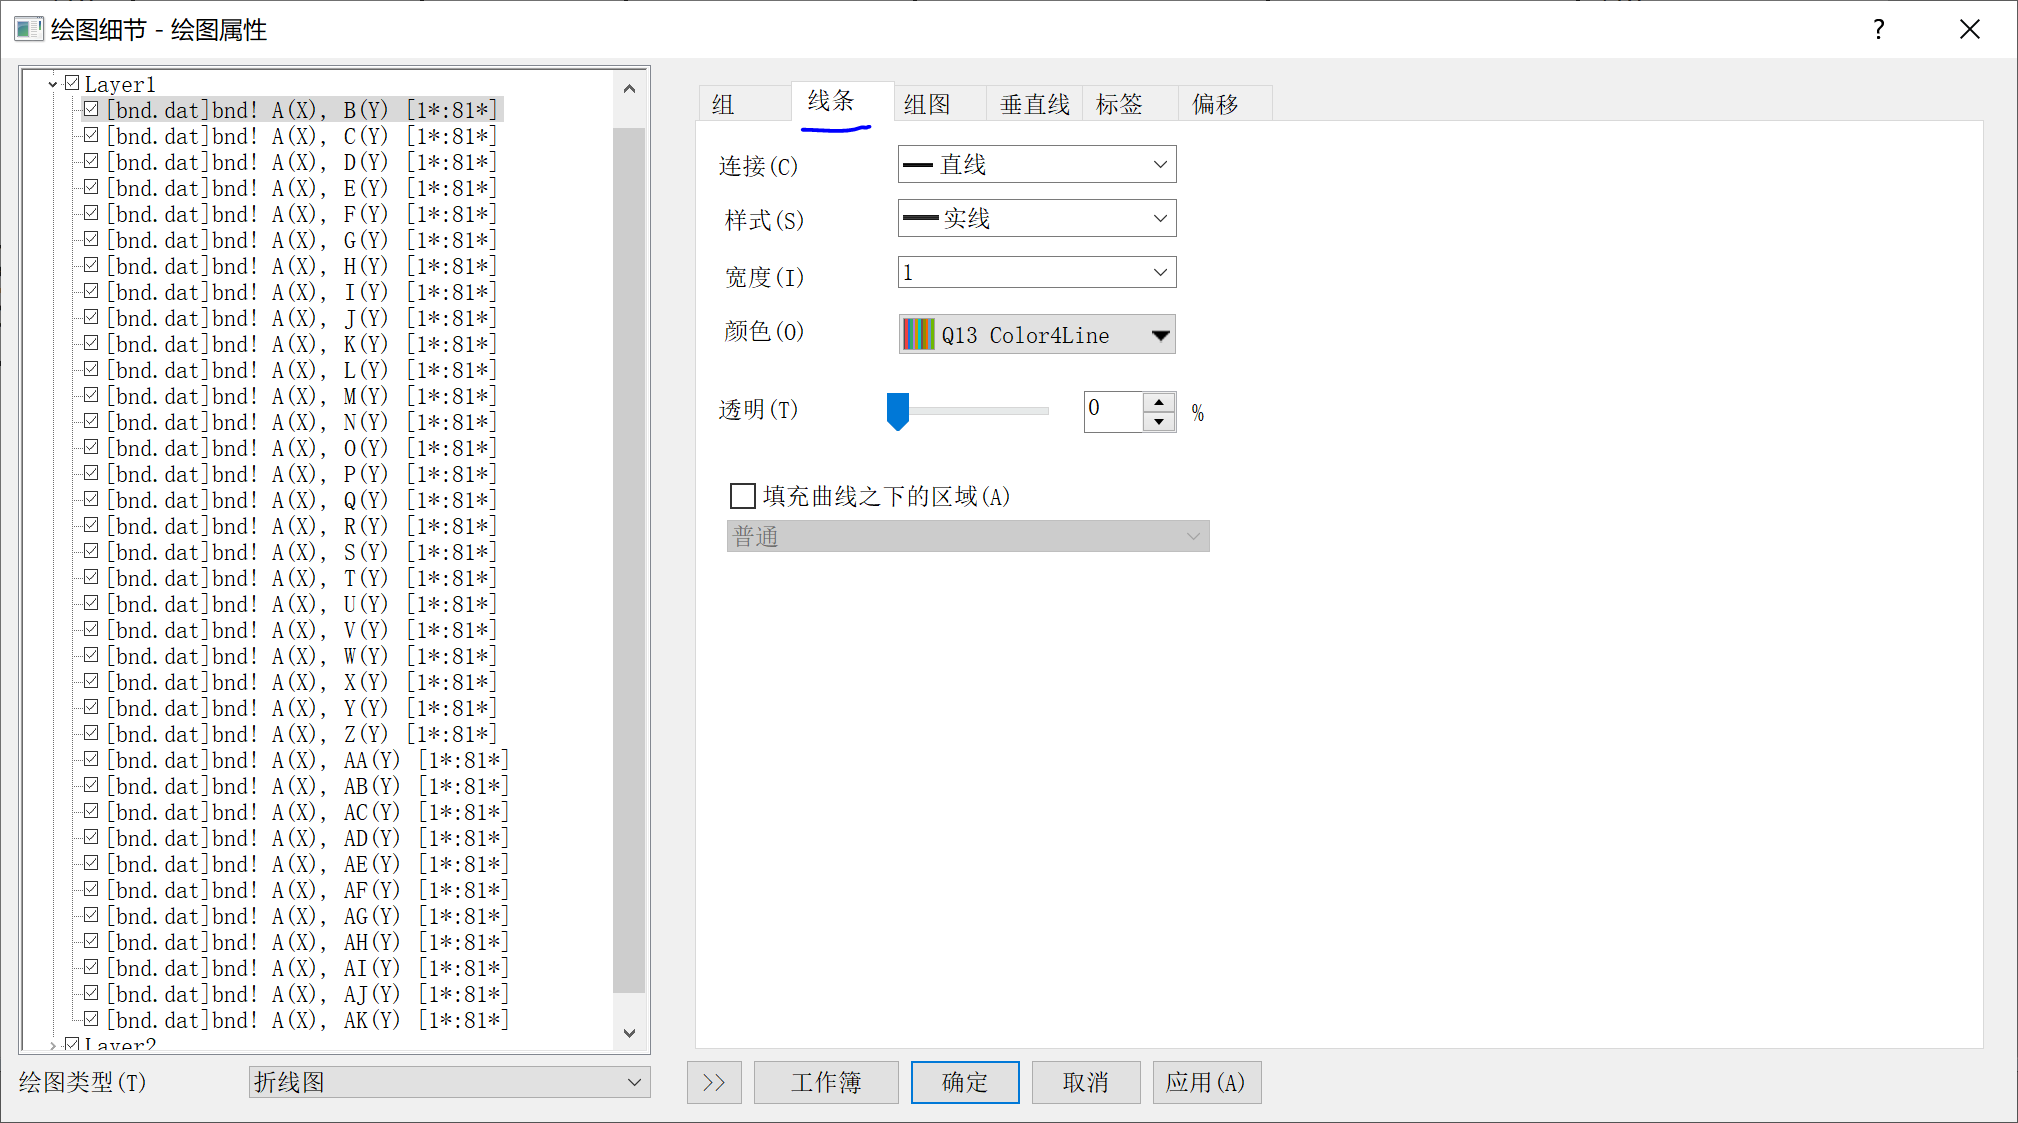 绘图细节 - 绘图属性
?
Layer1
[bnd.dat]bnd! A(X), B(Y) [1*:81*]
[bnd.dat]bnd! A(X), C(Y) [1*:81*]
[bnd.dat]bnd! A(X), D(Y) [1*:81*]
[bnd.dat]bnd! A(X), E(Y) [1*:81*]
[bnd.dat]bnd! A(X), F(Y) [1*:81*]
[bnd.dat]bnd! A(X), G(Y) [1*:81*]
[bnd.dat]bnd! A(X), H(Y) [1*:81*]
[bnd.dat]bnd! A(X), I(Y) [1*:81*]
[bnd.dat]bnd! A(X), J(Y) [1*:81*]
[bnd.dat]bnd! A(X), K(Y) [1*:81*]
[bnd.dat]bnd! A(X), L(Y) [1*:81*]
[bnd.dat]bnd! A(X), M(Y) [1*:81*]
[bnd.dat]bnd! A(X), N(Y) [1*:81*]
[bnd.dat]bnd! A(X), O(Y) [1*:81*]
[bnd.dat]bnd! A(X), P(Y) [1*:81*]
[bnd.dat]bnd! A(X), Q(Y) [1*:81*]
[bnd.dat]bnd! A(X), R(Y) [1*:81*]
[bnd.dat]bnd! A(X), S(Y) [1*:81*]
[bnd.dat]bnd! A(X), T(Y) [1*:81*]
[bnd.dat]bnd! A(X), U(Y) [1*:81*]
[bnd.dat]bnd! A(X), V(Y) [1*:81*]
[bnd.dat]bnd! A(X), W(Y) [1*:81*]
[bnd.dat]bnd! A(X), X(Y) [1*:81*]
[bnd.dat]bnd! A(X), Y(Y) [1*:81*]
[bnd.dat]bnd! A(X), Z(Y) [1*:81*]
[bnd.dat]bnd! A(X), AA(Y) [1*:81*]
[bnd.dat]bnd! A(X), AB(Y) [1*:81*]
[bnd.dat]bnd! A(X), AC(Y) [1*:81*]
[bnd.dat]bnd! A(X), AD(Y) [1*:81*]
[bnd.dat]bnd! A(X), AE(Y) [1*:81*]
[bnd.dat]bnd! A(X), AF(Y) [1*:81*]
[bnd.dat]bnd! A(X), AG(Y) [1*:81*]
[bnd.dat]bnd! A(X), AH(Y) [1*:81*]
[bnd.dat]bnd! A(X), AI(Y) [1*:81*]
[bnd.dat]bnd! A(X), AJ(Y) [1*:81*]
[bnd.dat]bnd! A(X), AK(Y) [1*:81*]
Layer2
绘图类型(T) 折线图
组 线条 组图 垂直线 标签 偏移
连接(C) 直线
样式(S) 实线
宽度(I) 1
颜色(O) Q13 Color4Line
透明(T) 0 %
填充曲线之下的区域(A)
普通
>> 工作簿 确定 取消 应用(A)